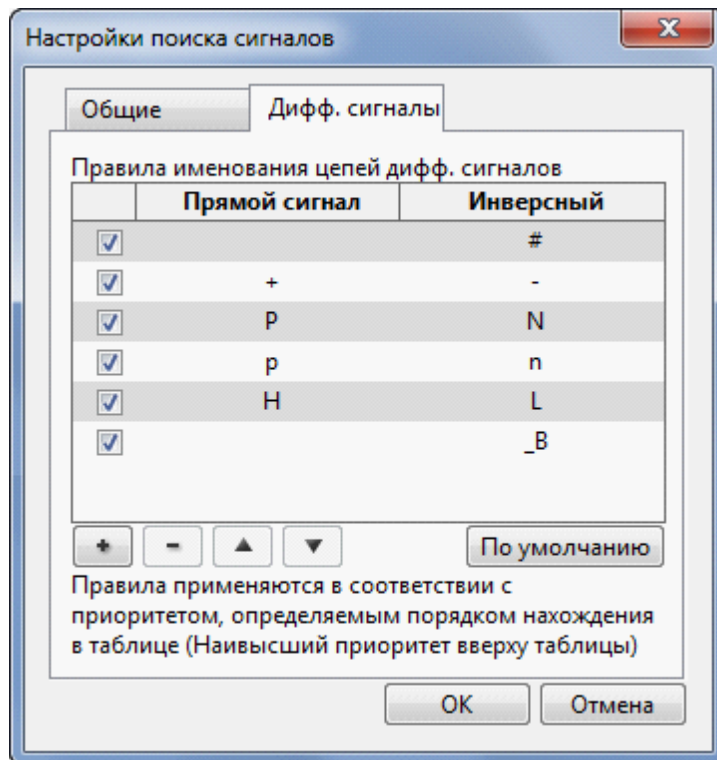 Настройки поиска сигналов
Общие
Дифф. сигналы
Правила именования цепей дифф. сигналов
Прямой сигнал Инверсный
#
+ -
P N
p n
H L
_B
По умолчанию
Правила применяются в соответствии с
приоритетом, определяемым порядком нахождения
в таблице (Наивысший приоритет вверху таблицы)
OK Отмена